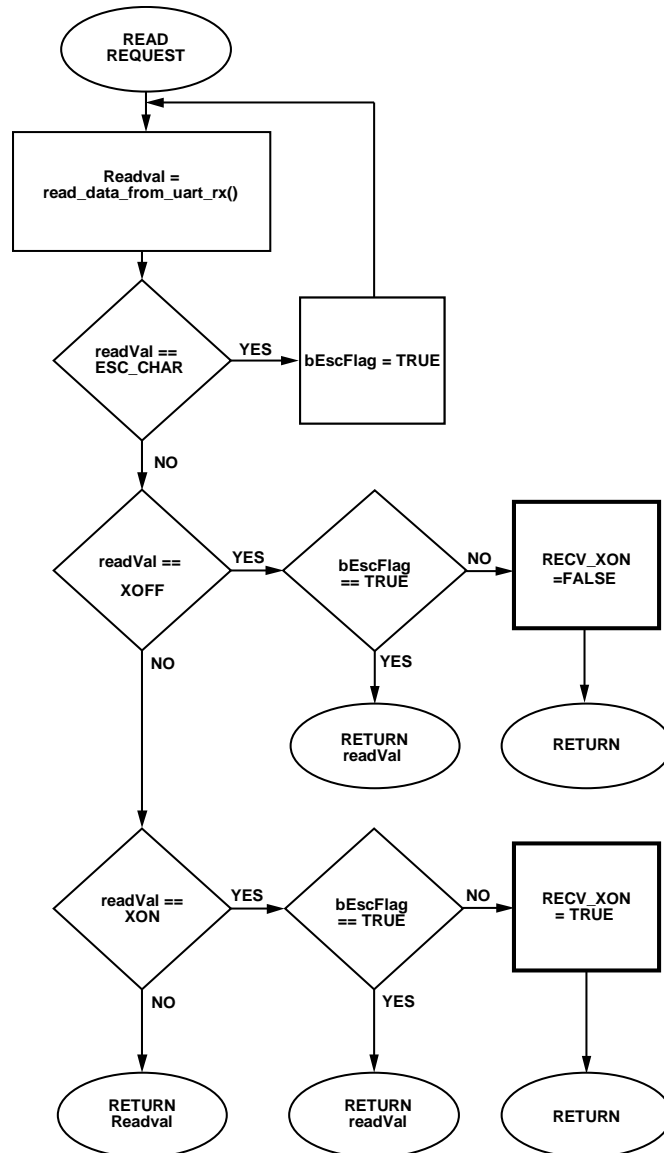 READ
REQUEST
Readval =
read_data_from_uart_rx()
readVal ==
ESC_CHAR
YES
bEscFlag = TRUE
NO
readVal ==
XOFF
YES
bEscFlag
== TRUE
NO
RECV_XON
=FALSE
NO
YES
RETURN
readVal
RETURN
readVal ==
XON
YES
bEscFlag
== TRUE
NO
RECV_XON
= TRUE
NO
YES
RETURN
Readval
RETURN
readVal
RETURN